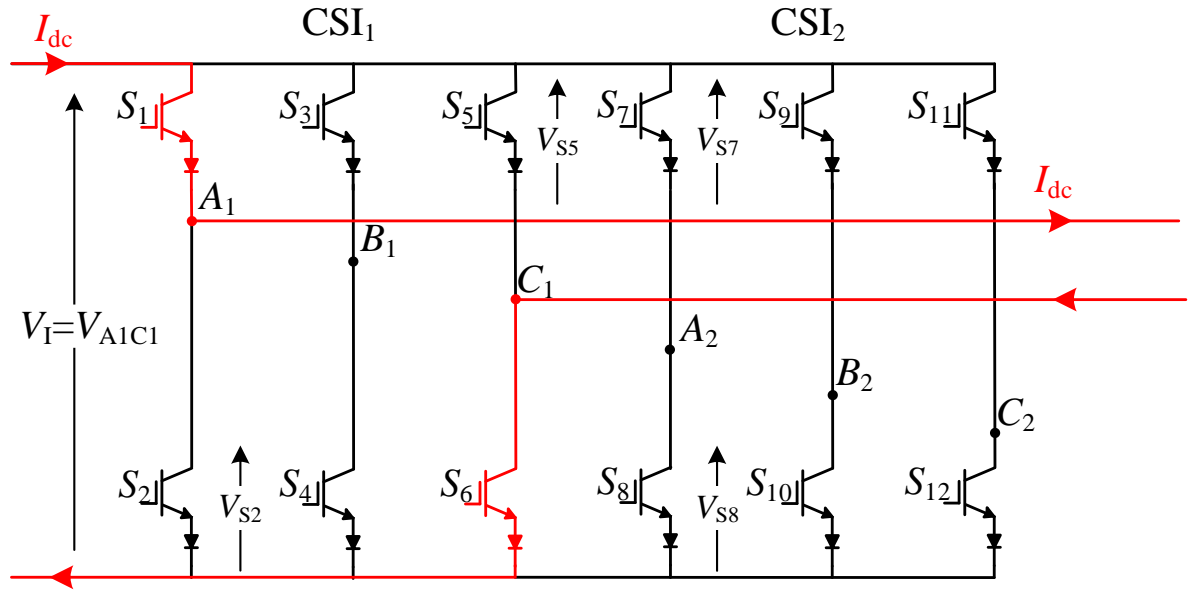 CSI₁ CSI₂
I_dc
S₁ S₃ S₅ V_S5 S₇ V_S7 S₉ S₁₁
A₁ I_dc
B₁
C₁
V_I=V_A1C1 A₂
B₂
C₂
S₂ V_S2 S₄ S₆ S₈ V_S8 S₁₀ S₁₂